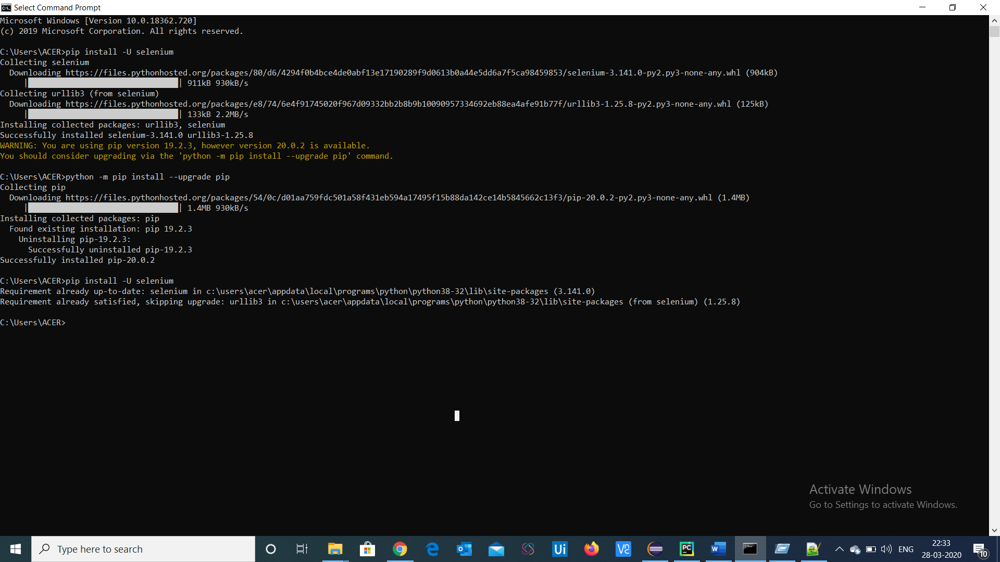 Select Command Prompt
Microsoft Windows [Version 10.0.18362.720]
(c) 2019 Microsoft Corporation. All rights reserved.
C:\Users\ACER>pip install -U selenium
Collecting selenium
Downloading https://files.pythonhosted.org/packages/80/d6/4294f0b4bce4de0abf13e17190289f9d0613b0a44e5dd6a7f5ca98459853/selenium-3.141.0-py2.py3-none-any.whl (904kB)
| | 911kB 930kB/s
Collecting urllib3 (from selenium)
Downloading https://files.pythonhosted.org/packages/e8/74/6e4f91745020f967d09332bb2b8b9b10090957334692eb88ea4afe91b77f/urllib3-1.25.8-py2.py3-none-any.whl (125kB)
| | 133kB 2.2MB/s
Installing collected packages: urllib3, selenium
Successfully installed selenium-3.141.0 urllib3-1.25.8
WARNING: You are using pip version 19.2.3, however version 20.0.2 is available.
You should consider upgrading via the 'python -m pip install --upgrade pip' command.
C:\Users\ACER>python -m pip install --upgrade pip
Collecting pip
Downloading https://files.pythonhosted.org/packages/54/0c/d01aa759fdc501a58f431eb594a17495f15b88da142ce14b5845662c13f3/pip-20.0.2-py2.py3-none-any.whl (1.4MB)
| | 1.4MB 930kB/s
Installing collected packages: pip
Found existing installation: pip 19.2.3
Uninstalling pip-19.2.3:
Successfully uninstalled pip-19.2.3
Successfully installed pip-20.0.2
C:\Users\ACER>pip install -U selenium
Requirement already up-to-date: selenium in c:\users\acer\appdata\local\programs\python\python38-32\lib\site-packages (3.141.0)
Requirement already satisfied, skipping upgrade: urllib3 in c:\users\acer\appdata\local\programs\python\python38-32\lib\site-packages (from selenium) (1.25.8)
C:\Users\ACER>
Activate Windows
Go to Settings to activate Windows.
Type here to search
Ui
PC
W
ENG
22:33
28-03-2020
10